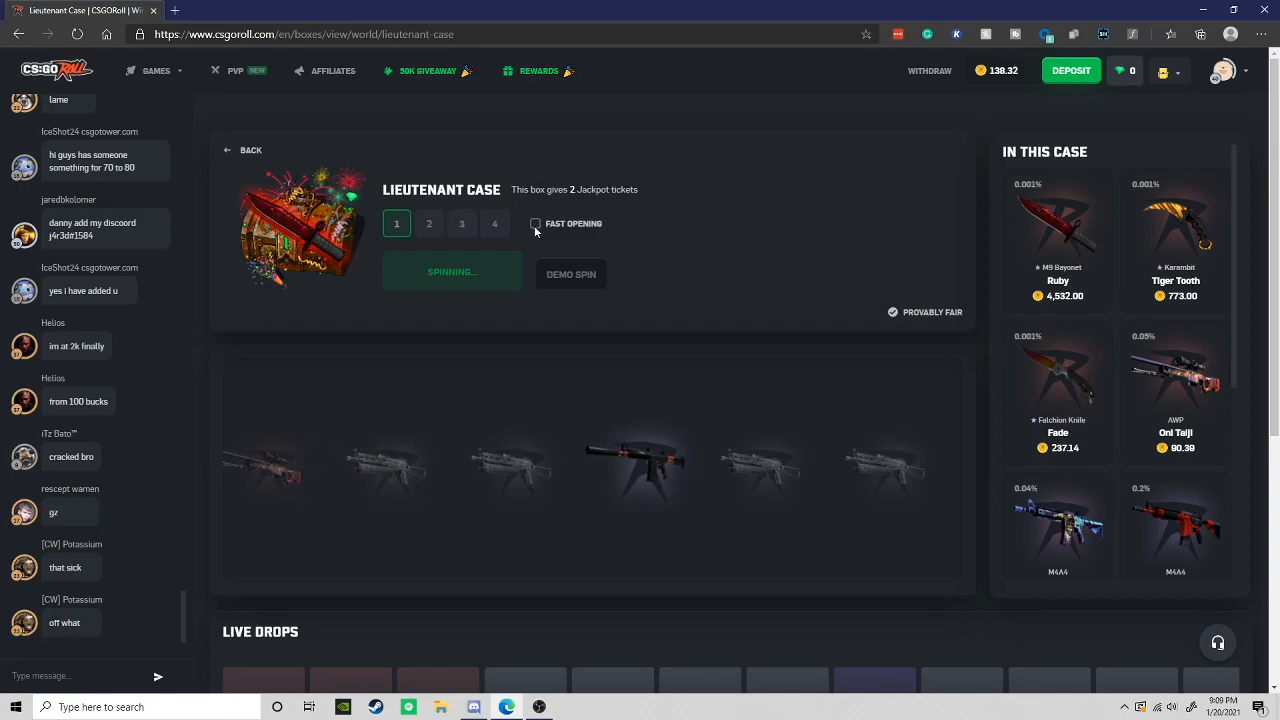 Lieutenant Case | CSGORoll | Wi
https://www.csgoroll.com/en/boxes/view/world/lieutenant-case
CS:GO ROLL
GAMES
PVP NEW
AFFILIATES
50K GIVEAWAY
REWARDS
WITHDRAW
138.32
DEPOSIT
0
40
lame
IceShot24 csgotower.com
hi guys has someone
something for 70 to 80
jaredbkolomer
danny add my discoord
j4r3d#1584
IceShot24 csgotower.com
yes i have added u
Helios
im at 2k finally
Helios
from 100 bucks
iTz Bato™
cracked bro
rescept wamen
gz
[CW] Potassium
that sick
[CW] Potassium
off what
Type message...
BACK
LIEUTENANT CASE
This box gives 2 Jackpot tickets
1
2
3
4
FAST OPENING
SPINNING...
DEMO SPIN
PROVABLY FAIR
LIVE DROPS
IN THIS CASE
0.001%
★ M9 Bayonet
Ruby
4,532.00
0.001%
★ Karambit
Tiger Tooth
773.00
0.001%
★ Falchion Knife
Fade
237.14
0.05%
AWP
Oni Taiji
90.39
0.04%
M4A4
0.2%
M4A4
Type here to search
9:09 PM
1/20/2021